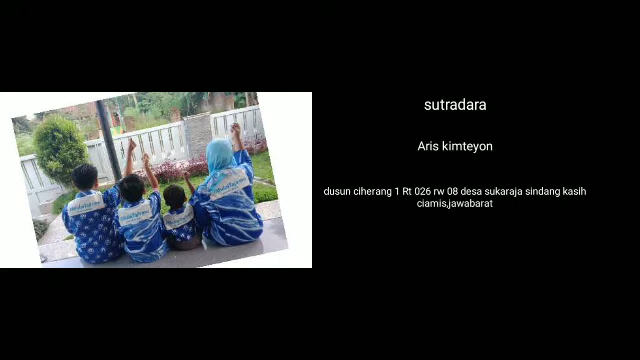 sutradara
Aris kimteyon
dusun ciherang 1 Rt 026 rw 08 desa sukaraja sindang kasih
ciamis,jawabarat